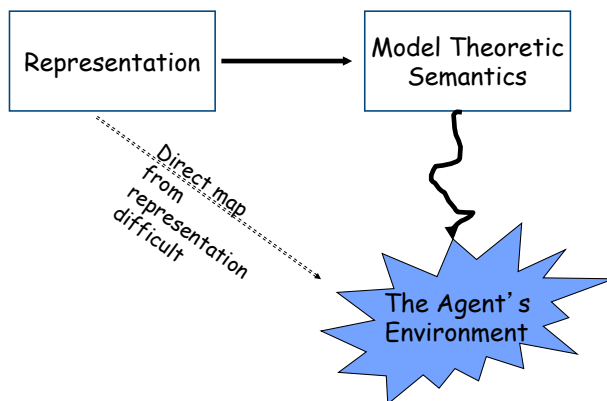 Representation
Model Theoretic
Semantics
Direct map
from
representation
difficult
The Agent’s
Environment